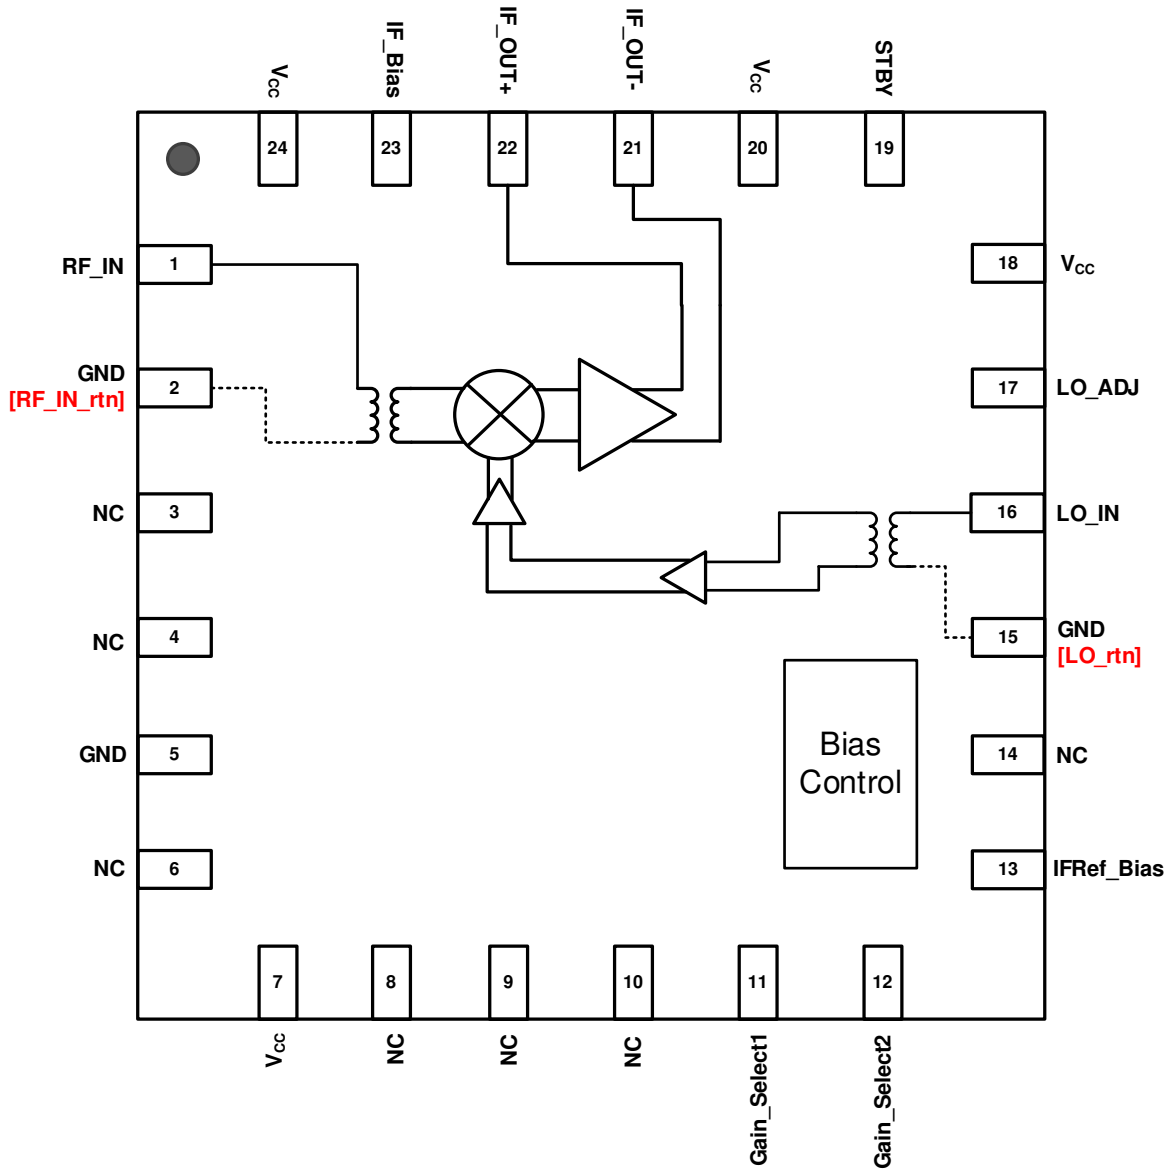 VCC
IF_Bias
IF_OUT+
IF_OUT-
VCC
STBY
24
23
22
21
20
19
RF_IN
1
18
VCC
GND
[RF_IN_rtn]
2
17
LO_ADJ
NC
3
16
LO_IN
NC
4
15
GND
[LO_rtn]
GND
5
Bias
Control
14
NC
NC
6
13
IFRef_Bias
7
8
9
10
11
12
VCC
NC
NC
NC
Gain_Select1
Gain_Select2